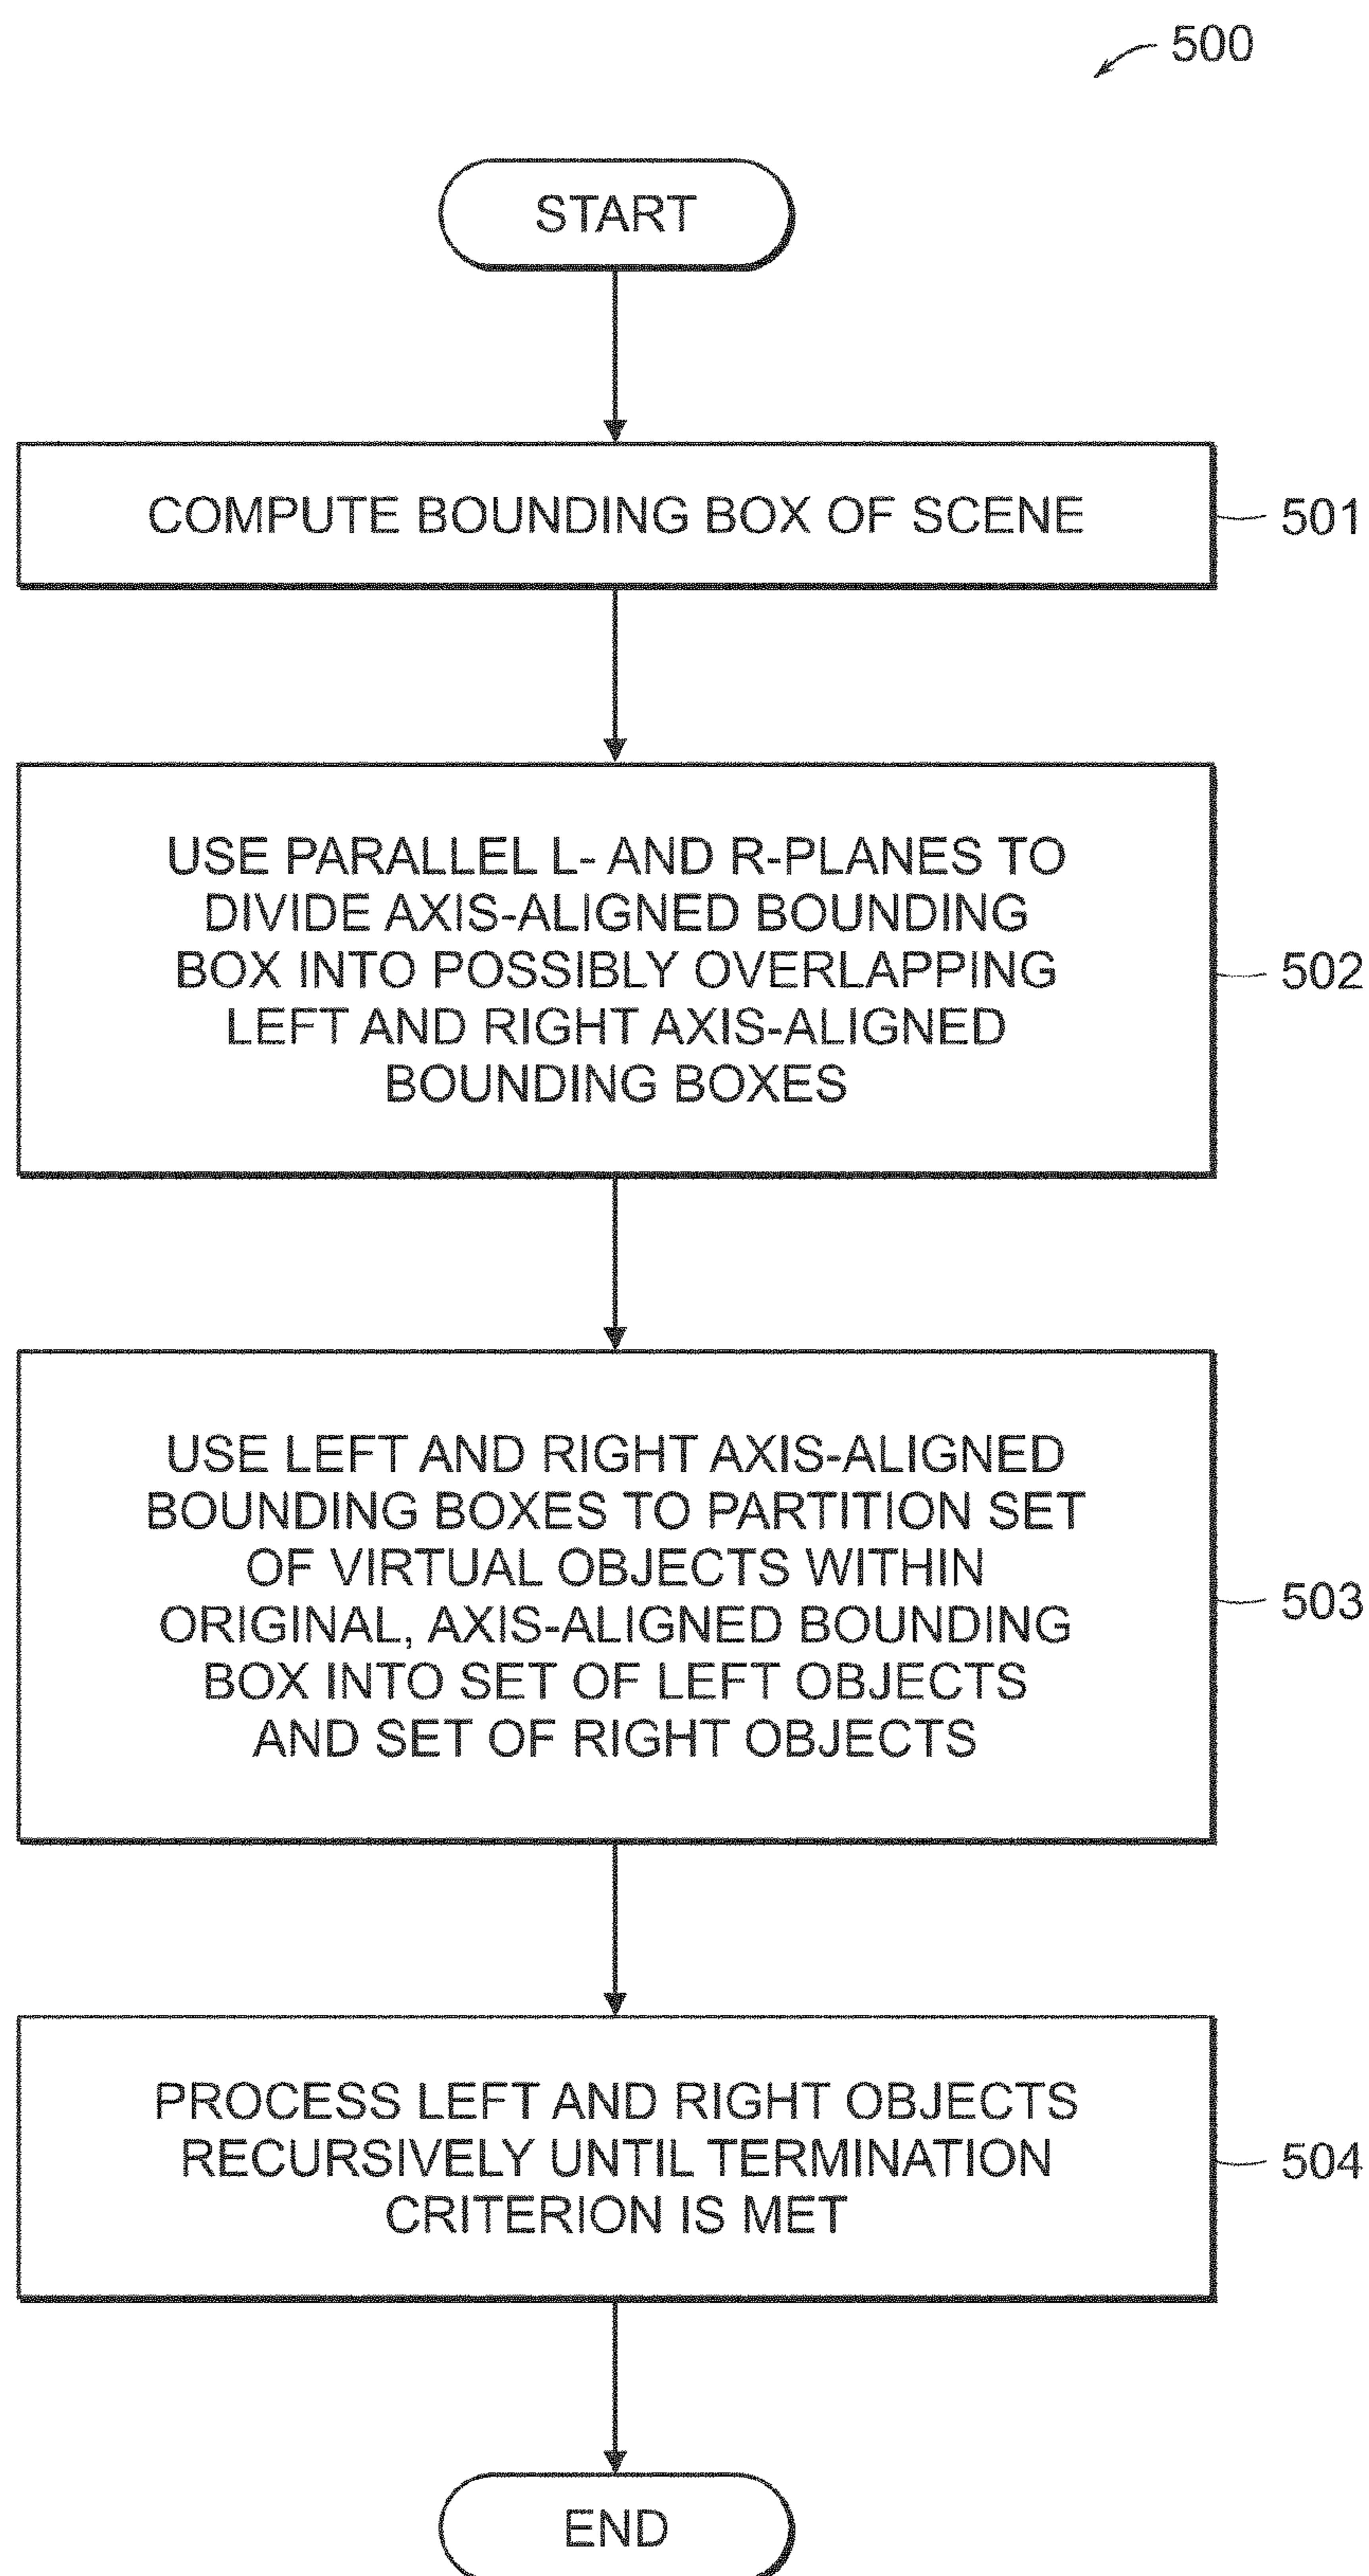 500
START
COMPUTE BOUNDING BOX OF SCENE
501
USE PARALLEL L- AND R-PLANES TO
DIVIDE AXIS-ALIGNED BOUNDING
BOX INTO POSSIBLY OVERLAPPING
LEFT AND RIGHT AXIS-ALIGNED
BOUNDING BOXES
502
USE LEFT AND RIGHT AXIS-ALIGNED
BOUNDING BOXES TO PARTITION SET
OF VIRTUAL OBJECTS WITHIN
ORIGINAL, AXIS-ALIGNED BOUNDING
BOX INTO SET OF LEFT OBJECTS
AND SET OF RIGHT OBJECTS
503
PROCESS LEFT AND RIGHT OBJECTS
RECURSIVELY UNTIL TERMINATION
CRITERION IS MET
504
END